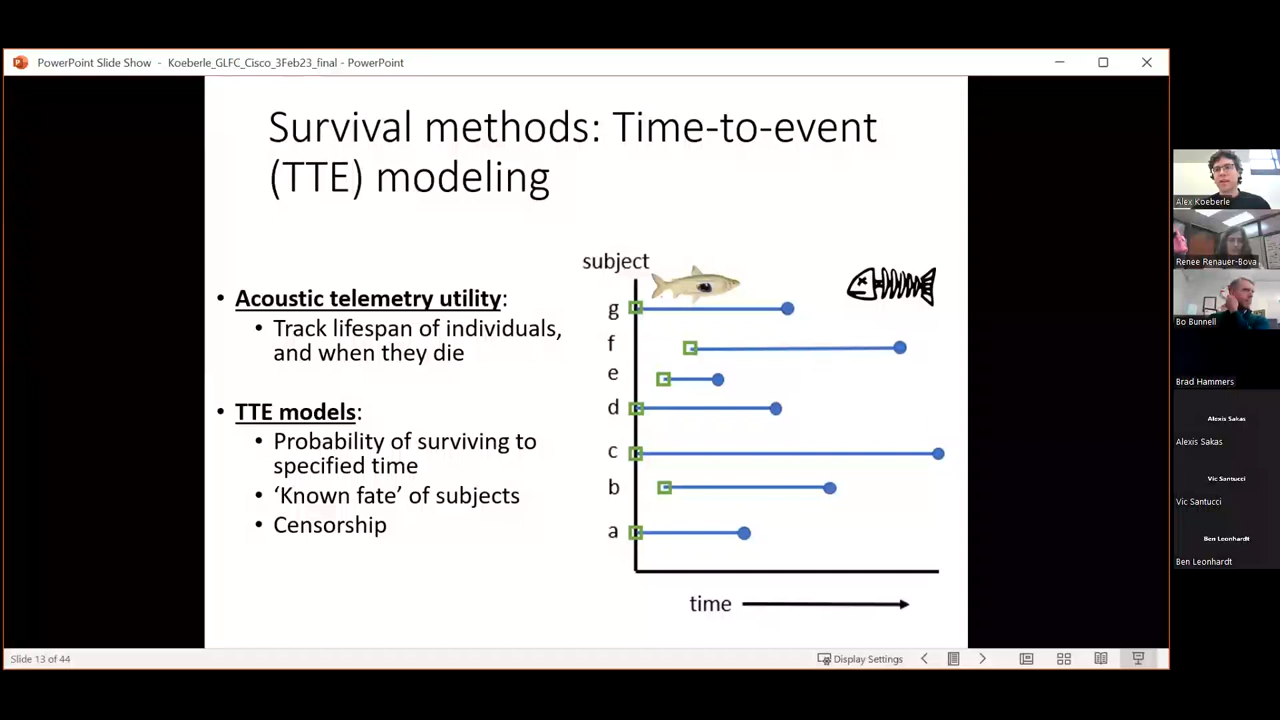 PowerPoint Slide Show - Koeberle_GLFC_Cisco_3Feb23_final - PowerPoint
Survival methods: Time-to-event
(TTE) modeling
• Acoustic telemetry utility:
• Track lifespan of individuals,
and when they die
• TTE models:
• Probability of surviving to
specified time
• ‘Known fate’ of subjects
• Censorship
subject
g
f
e
d
c
b
a
time
Alex Koeberle
Renee Renauer-Bova
Bo Bunnell
Brad Hammers
Alexis Sakas
Alexis Sakas
Vic Santucci
Vic Santucci
Ben Leonhardt
Ben Leonhardt
Slide 13 of 44
Display Settings